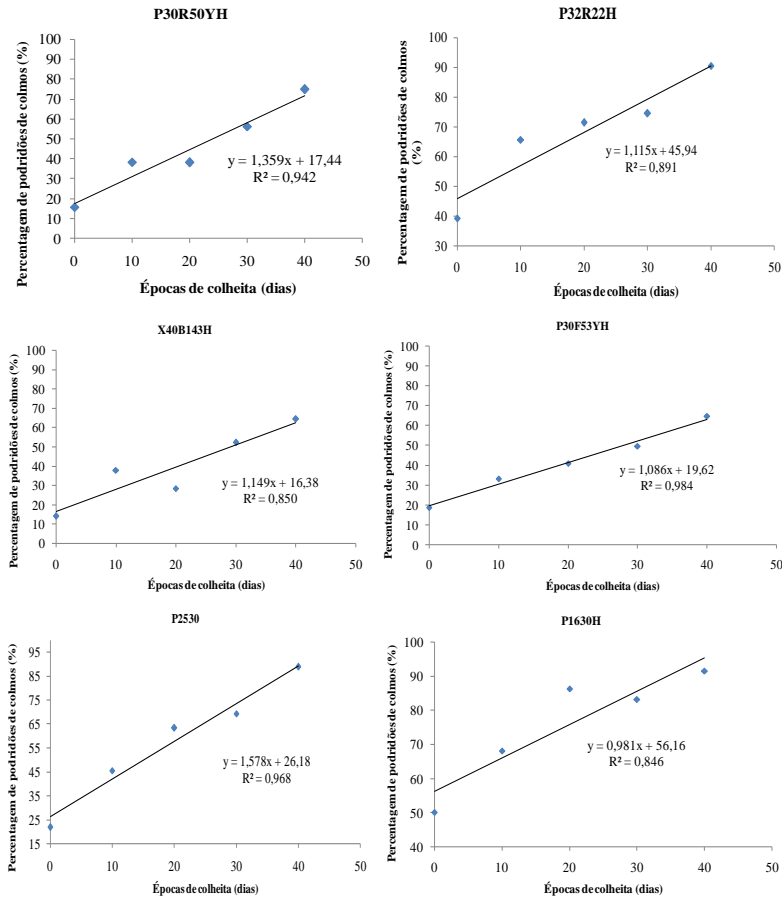 P30R50YH
Percentagem de podridões de colmos (%)
100
90
80
70
60
50
40
30
20
10
0
y = 1,359x + 17,44
R² = 0,942
0 10 20 30 40 50
Épocas de colheita (dias)
P32R22H
Percentagem de podridões de colmos
(%)
100
90
80
70
60
50
40
30
y = 1,115x + 45,94
R² = 0,891
0 10 20 30 40 50
Épocas de colheita (dias)
X40B143H
Percentagem de podridões de colmos (%)
100
90
80
70
60
50
40
30
20
10
0
y = 1,149x + 16,38
R² = 0,850
0 10 20 30 40 50
Épocas de colheita (dias)
P30F53YH
Percentagem de podridões de colmos (%)
100
90
80
70
60
50
40
30
20
10
0
y = 1,086x + 19,62
R² = 0,984
0 10 20 30 40 50
Épocas de colheita (dias)
P2530
Percentagem de podridões de colmos (%)
95
85
75
65
55
45
35
25
15
y = 1,578x + 26,18
R² = 0,968
0 10 20 30 40 50
Épocas de colheita (dias)
P1630H
Percentagem de podridões de colmos (%)
100
90
80
70
60
50
40
y = 0,981x + 56,16
R² = 0,846
0 10 20 30 40 50
Épocas de colheita (dias)